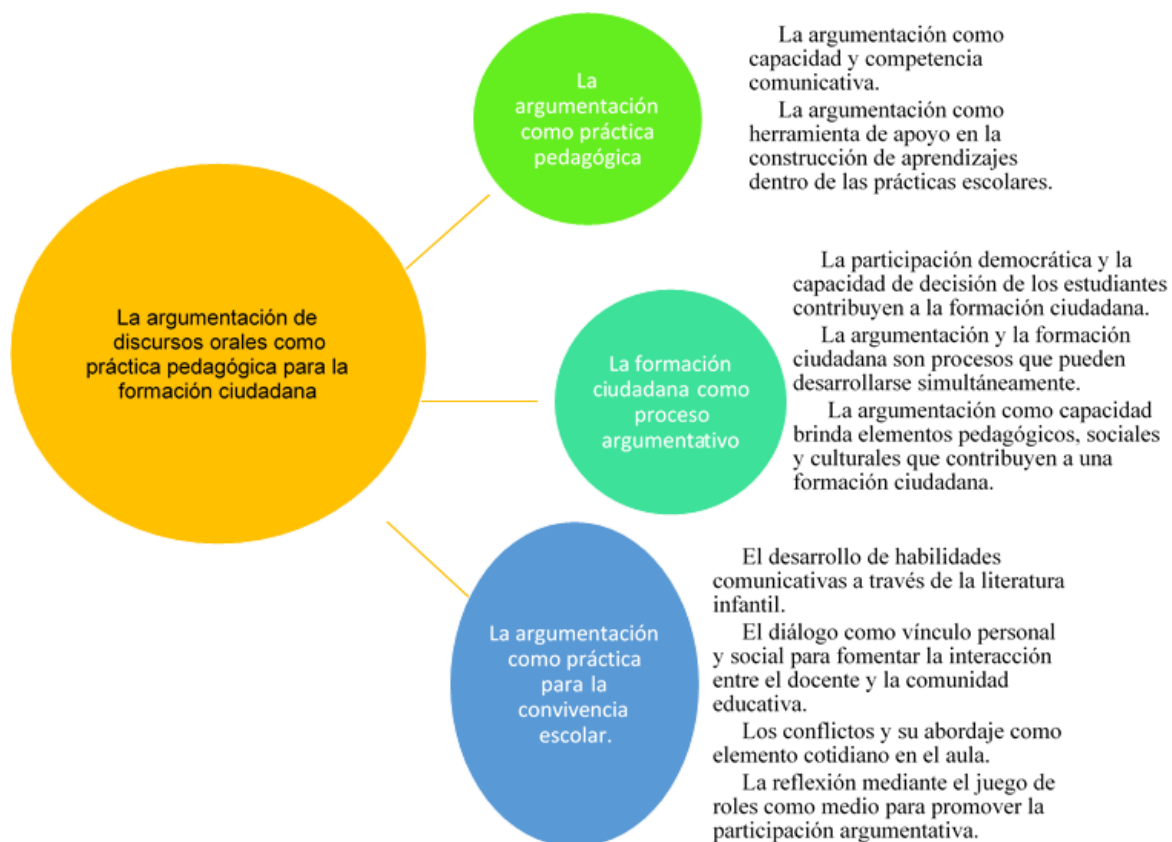 La argumentación de
discursos orales como
práctica pedagógica para la
formación ciudadana
La
argumentación
como práctica
pedagógica
La argumentación como
capacidad y competencia
comunicativa.
La argumentación como
herramienta de apoyo en la
construcción de aprendizajes
dentro de las prácticas escolares.
La formación
ciudadana como
proceso
argumentativo
La participación democrática y la
capacidad de decisión de los estudiantes
contribuyen a la formación ciudadana.
La argumentación y la formación
ciudadana son procesos que pueden
desarrollarse simultáneamente.
La argumentación como capacidad
brinda elementos pedagógicos, sociales
y culturales que contribuyen a una
formación ciudadana.
La argumentación
como práctica
para la
convivencia
escolar.
El desarrollo de habilidades
comunicativas a través de la literatura
infantil.
El diálogo como vínculo personal
y social para fomentar la interacción
entre el docente y la comunidad
educativa.
Los conflictos y su abordaje como
elemento cotidiano en el aula.
La reflexión mediante el juego de
roles como medio para promover la
participación argumentativa.